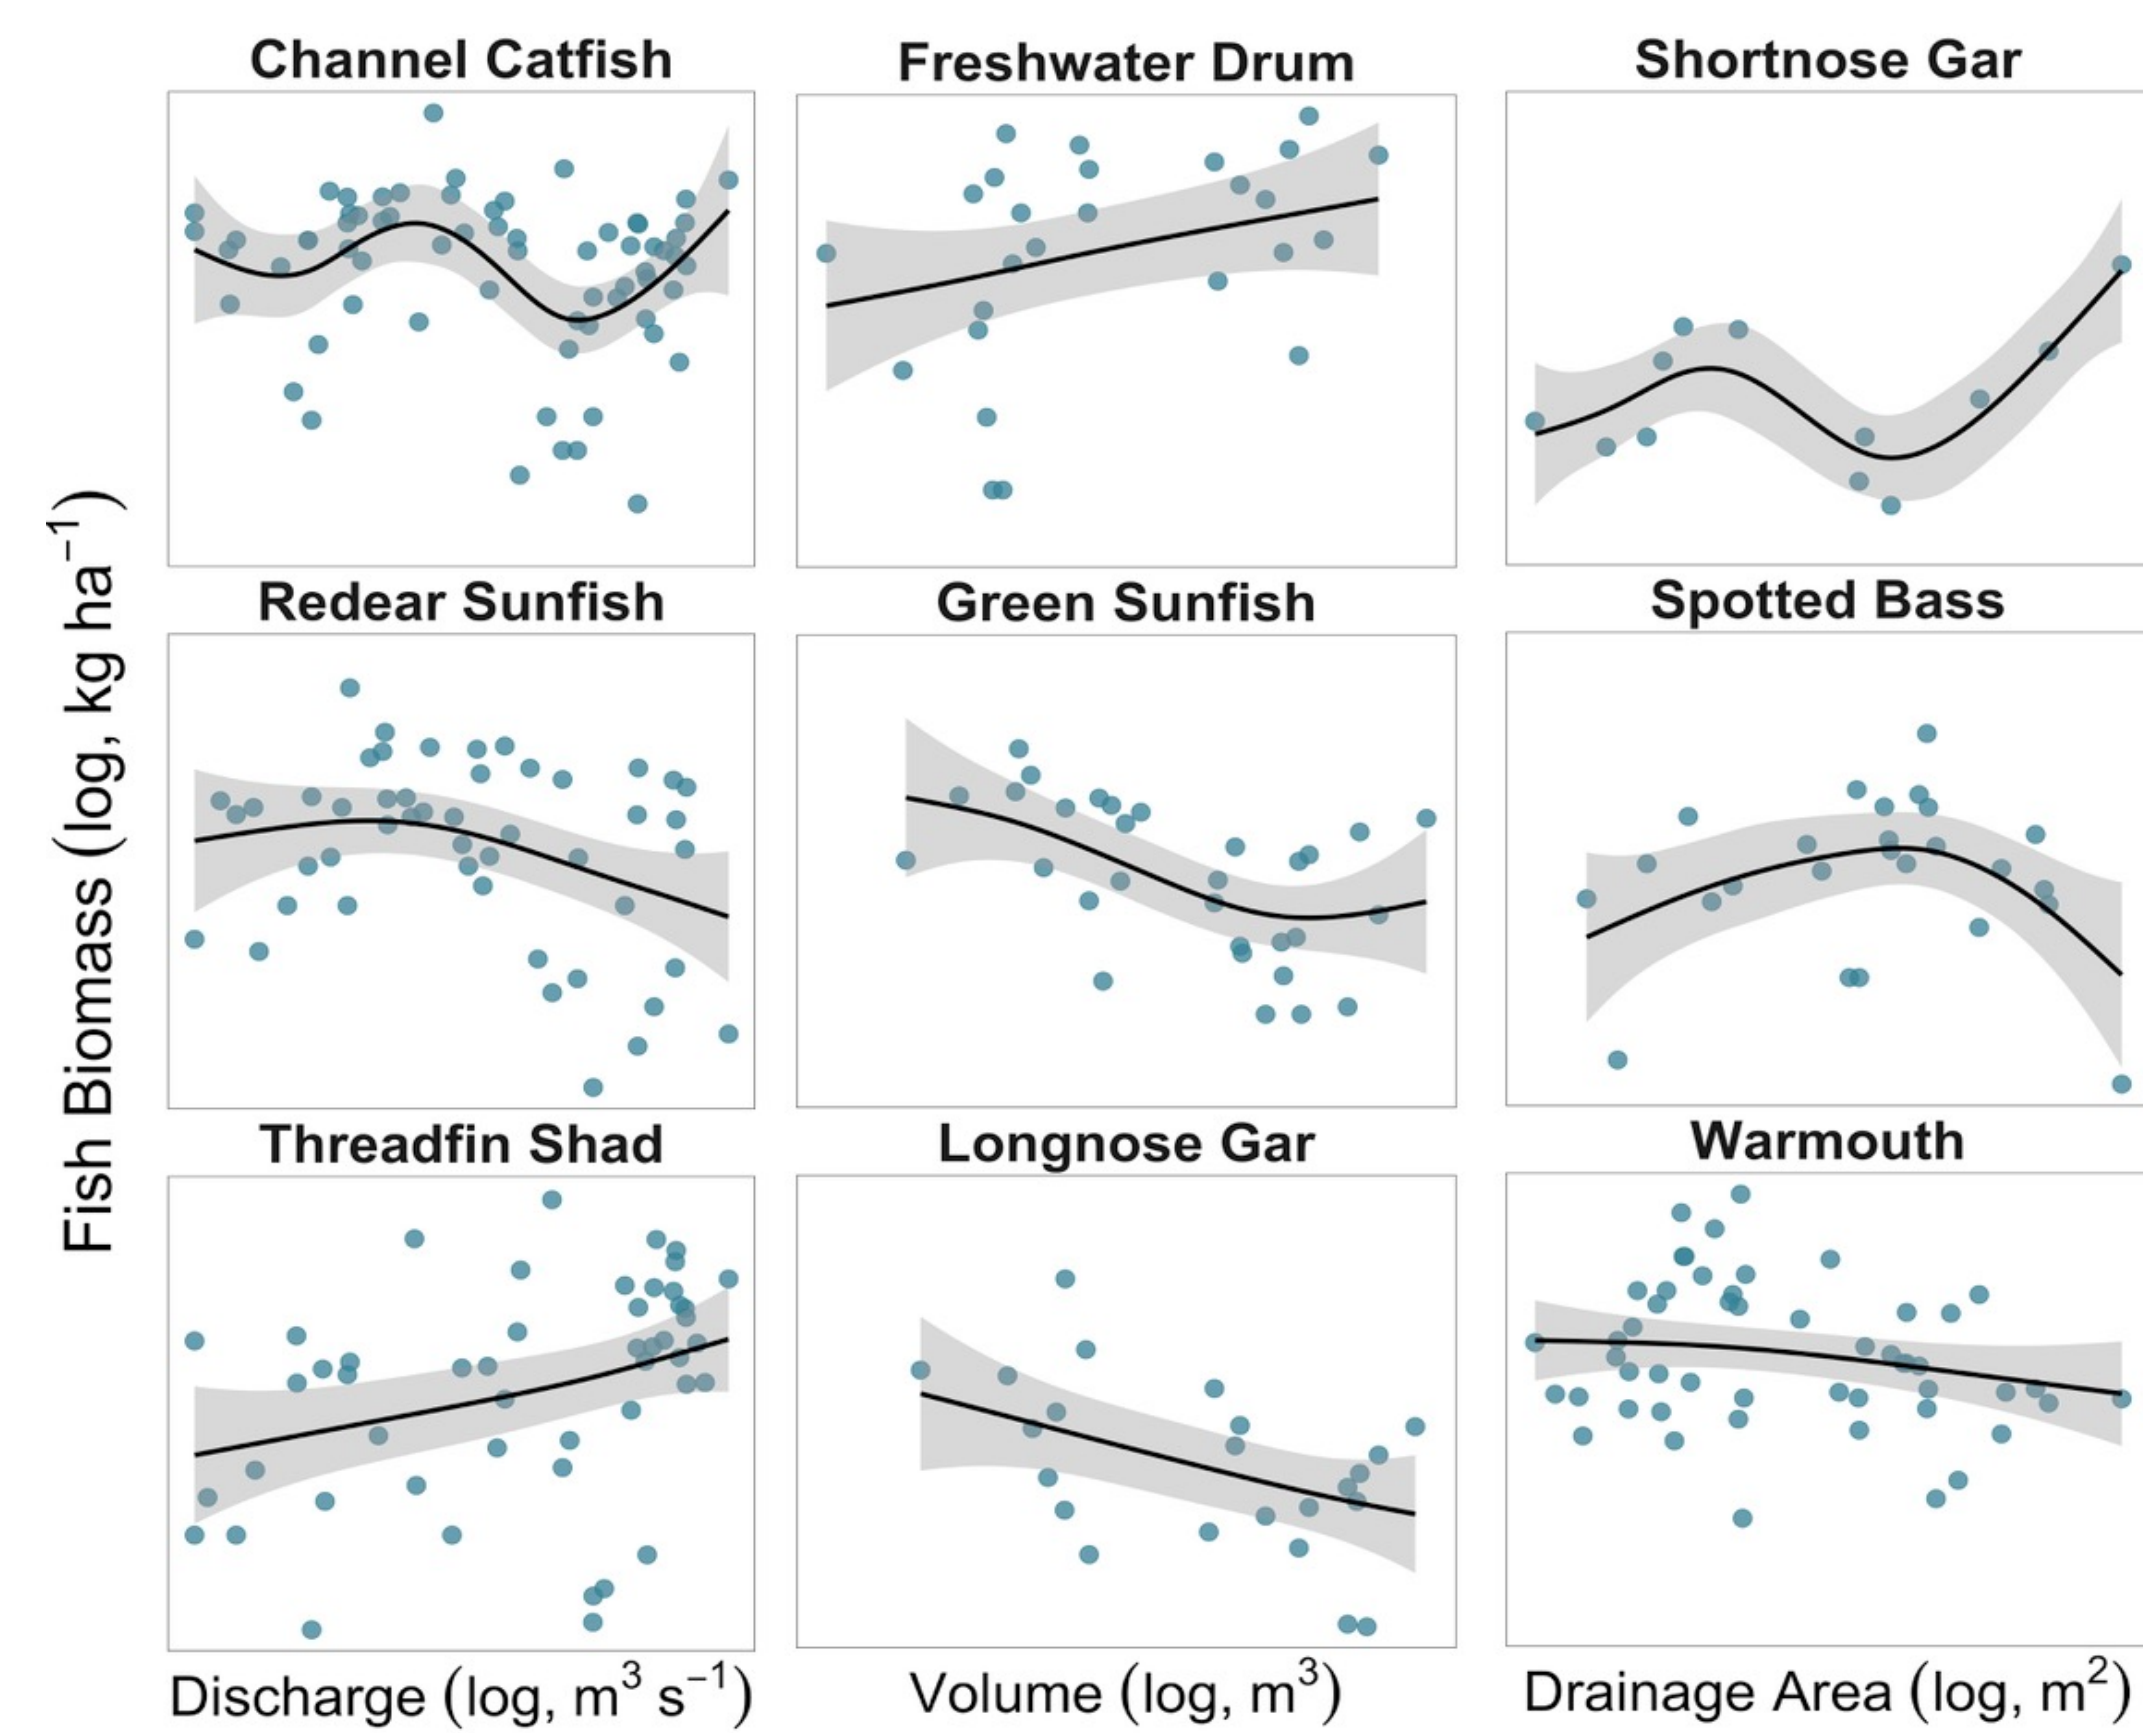 Channel Catfish
Freshwater Drum
Shortnose Gar
Fish Biomass (log, kg ha⁻¹)
Redear Sunfish
Green Sunfish
Spotted Bass
Threadfin Shad
Longnose Gar
Warmouth
Discharge (log, m³ s⁻¹)
Volume (log, m³)
Drainage Area (log, m²)